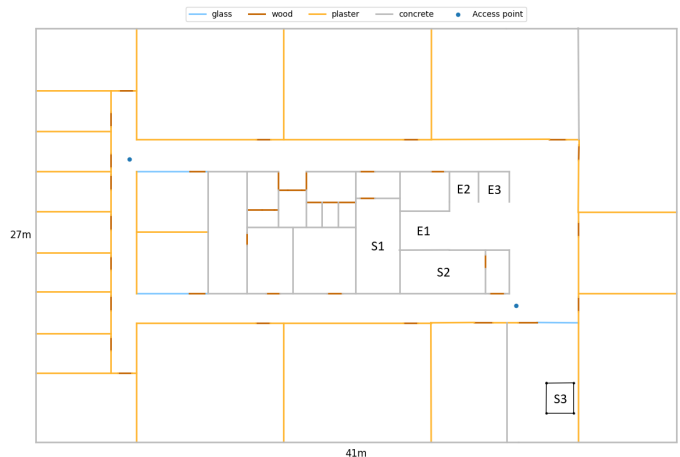 glass wood plaster concrete Access point
E2 E3
E1
27m
S1
S2
S3
41m